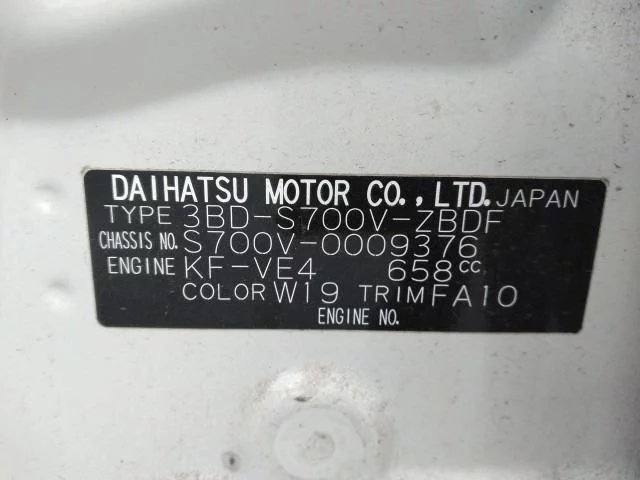 DAIHATSU MOTOR CO., LTD. JAPAN
TYPE 3BD-S700V-ZBDF
CHASSIS NO. S700V-0009376
ENGINE KF-VE4 658cc
COLOR W19 TRIM FA10
ENGINE NO.